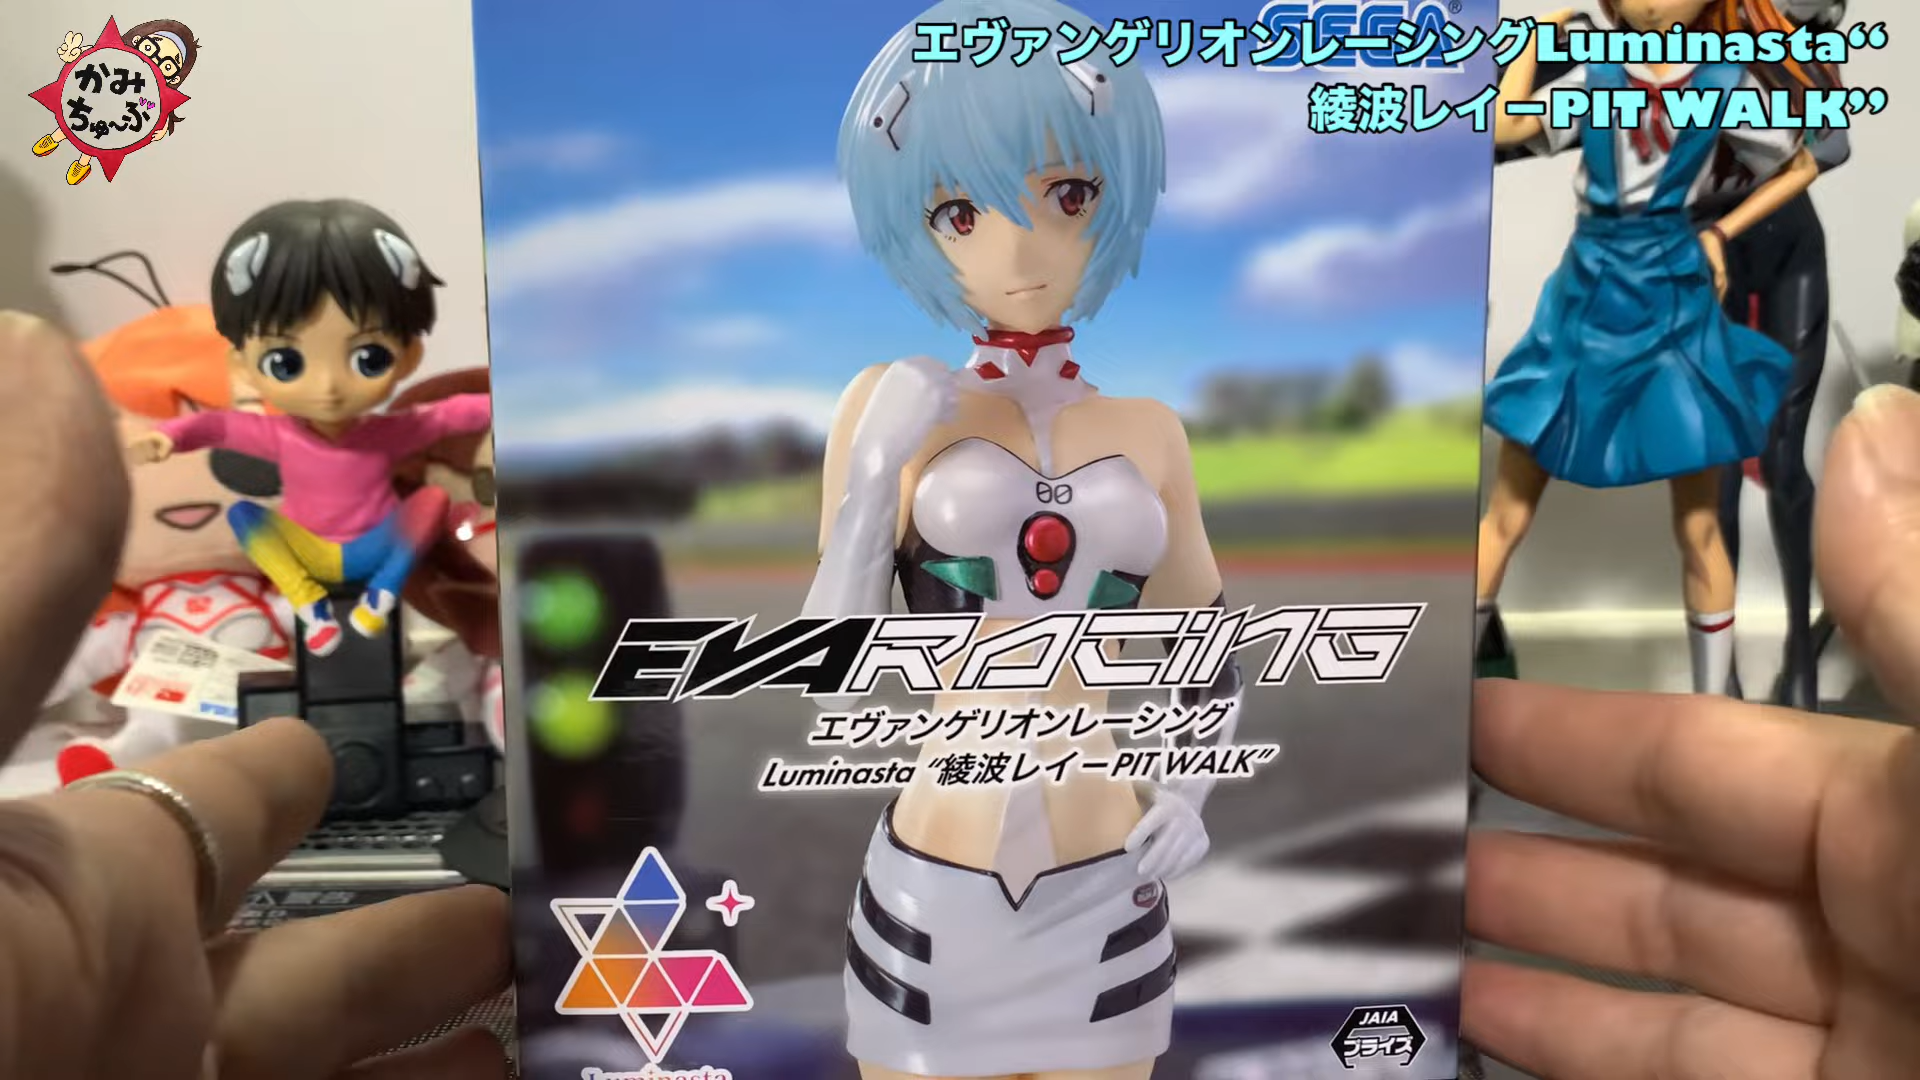 かみ
ちゅ〜ぶ
SEGA
エヴァンゲリオンレーシングLuminasta“
綾波レイーPIT WALK”
00
EVARACING
エヴァンゲリオンレーシング
Luminasta “綾波レイーPIT WALK”
Luminasta
JAIA
プライズ